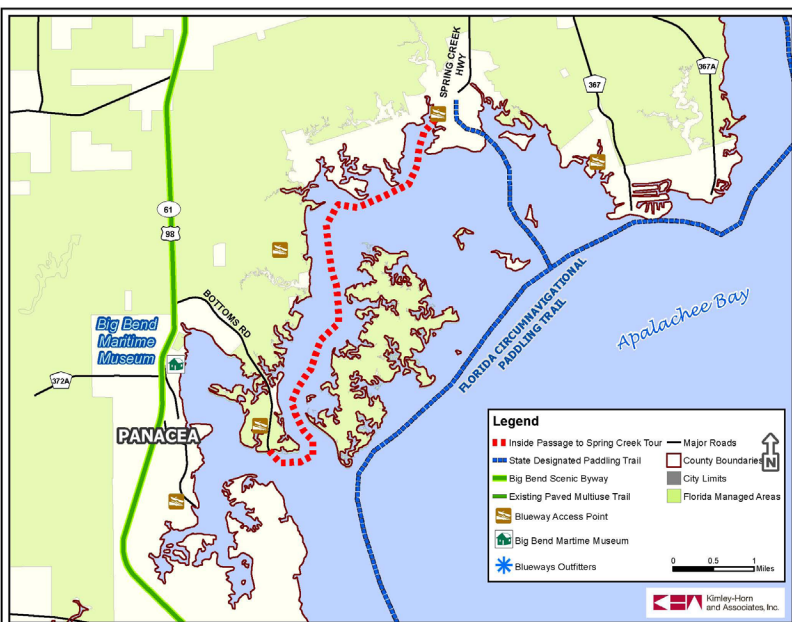 SPRING CREEK
HWY
367
367A
61
98
BOTTOMS RD
Big Bend
Maritime
Museum
372A
PANACEA
FLORIDA CIRCUMNAVIGATIONAL
PADDLING TRAIL
Apalachee Bay
Legend
Inside Passage to Spring Creek Tour
State Designated Paddling Trail
Big Bend Scenic Byway
Existing Paved Multiuse Trail
Blueway Access Point
Big Bend Martime Museum
Blueways Outfitters
Major Roads
County Boundaries
City Limits
Florida Managed Areas
N
0 0.5 1
Miles
Kimley-Horn
and Associates, Inc.